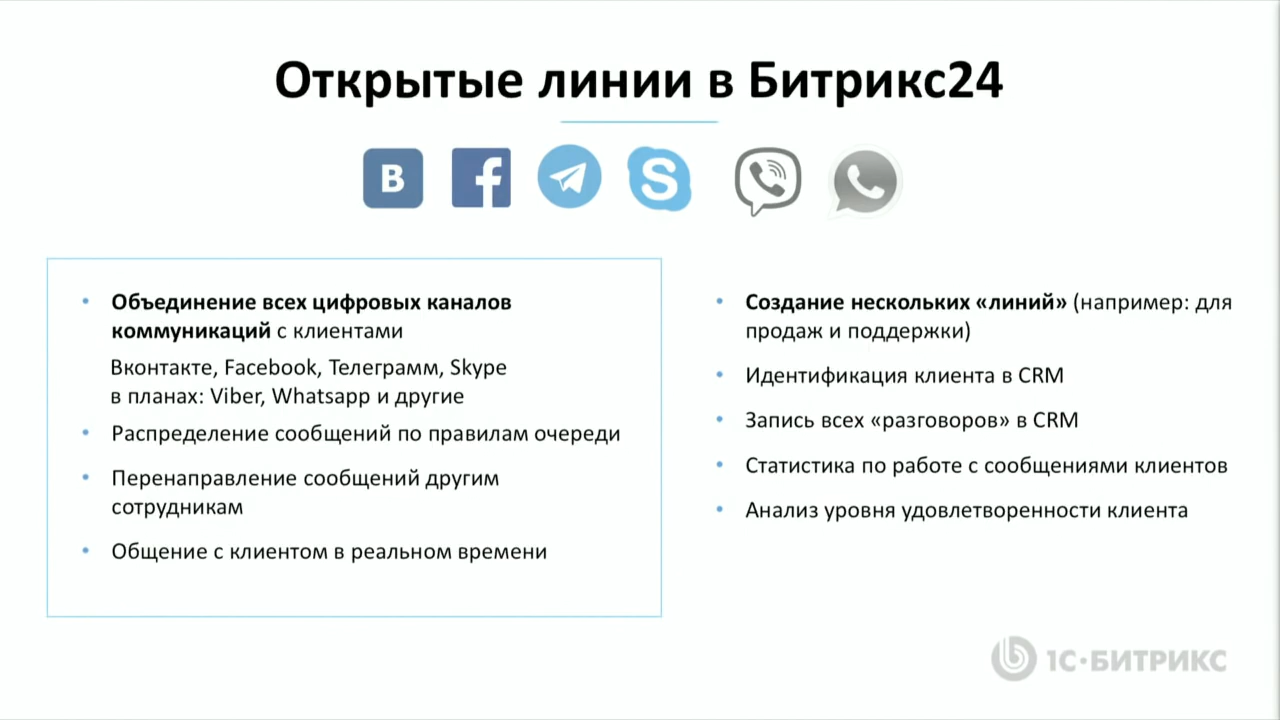 Открытые линии в Битрикс24
В
Объединение всех цифровых каналов
коммуникаций с клиентами
Вконтакте, Facebook, Телеграмм, Skype
в планах: Viber, Whatsapp и другие
Распределение сообщений по правилам очереди
Перенаправление сообщений другим
сотрудникам
Общение с клиентом в реальном времени
Создание нескольких «линий» (например: для
продаж и поддержки)
Идентификация клиента в CRM
Запись всех «разговоров» в CRM
Статистика по работе с сообщениями клиентов
Анализ уровня удовлетворенности клиента
1С·БИТРИКС